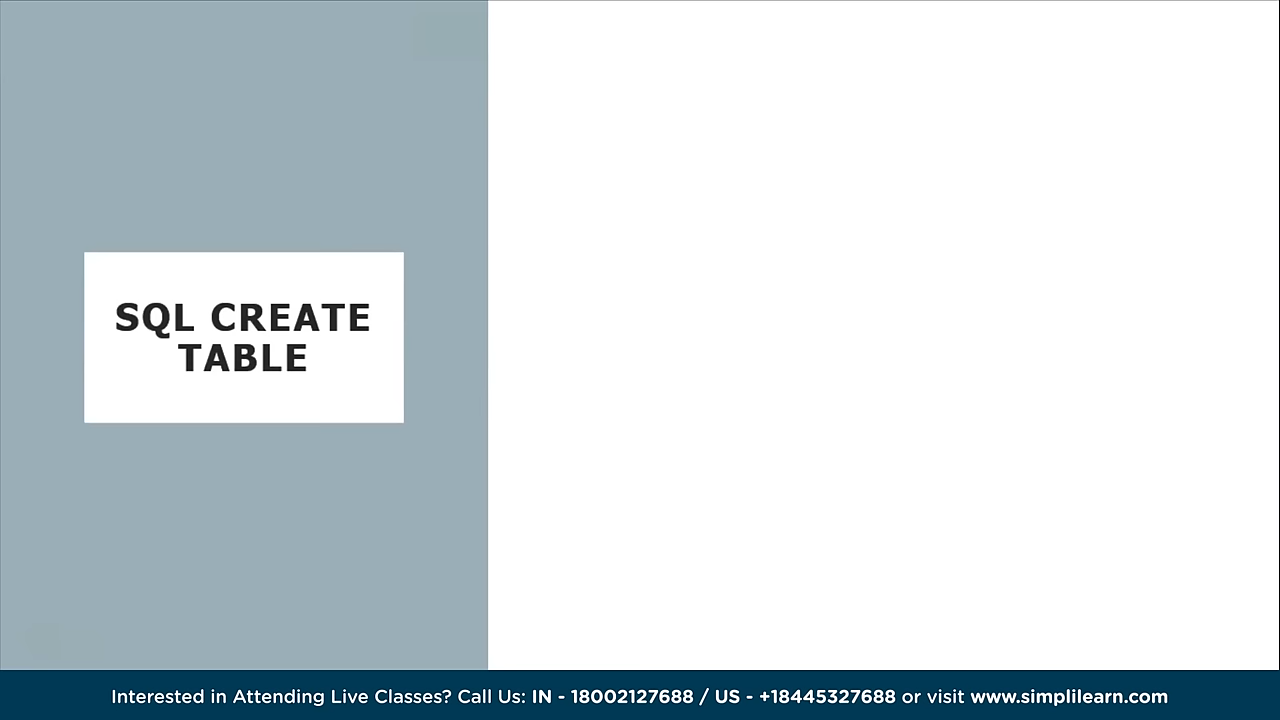 SQL CREATE
TABLE
Interested in Attending Live Classes? Call Us: IN - 18002127688 / US - +18445327688 or visit www.simplilearn.com